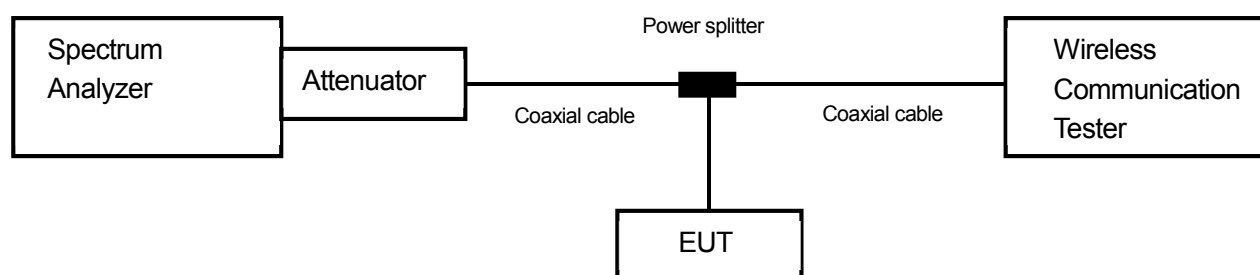 Power splitter
Spectrum
Analyzer
Attenuator
Coaxial cable
Coaxial cable
Wireless
Communication
Tester
EUT